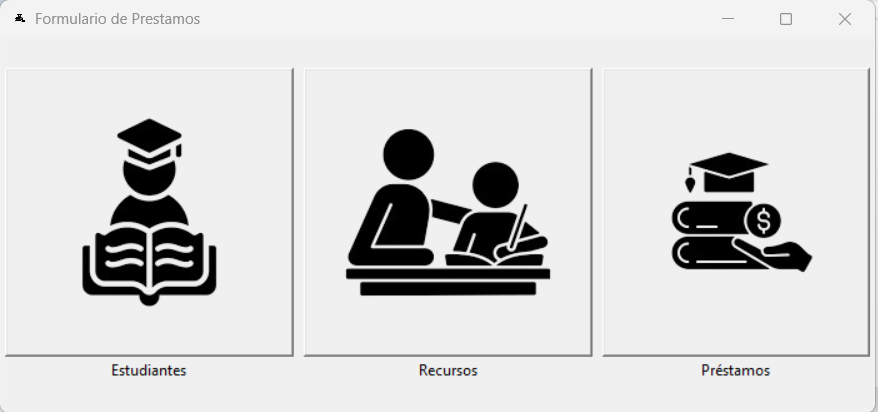 Formulario de Prestamos
$
Estudiantes
Recursos
Préstamos